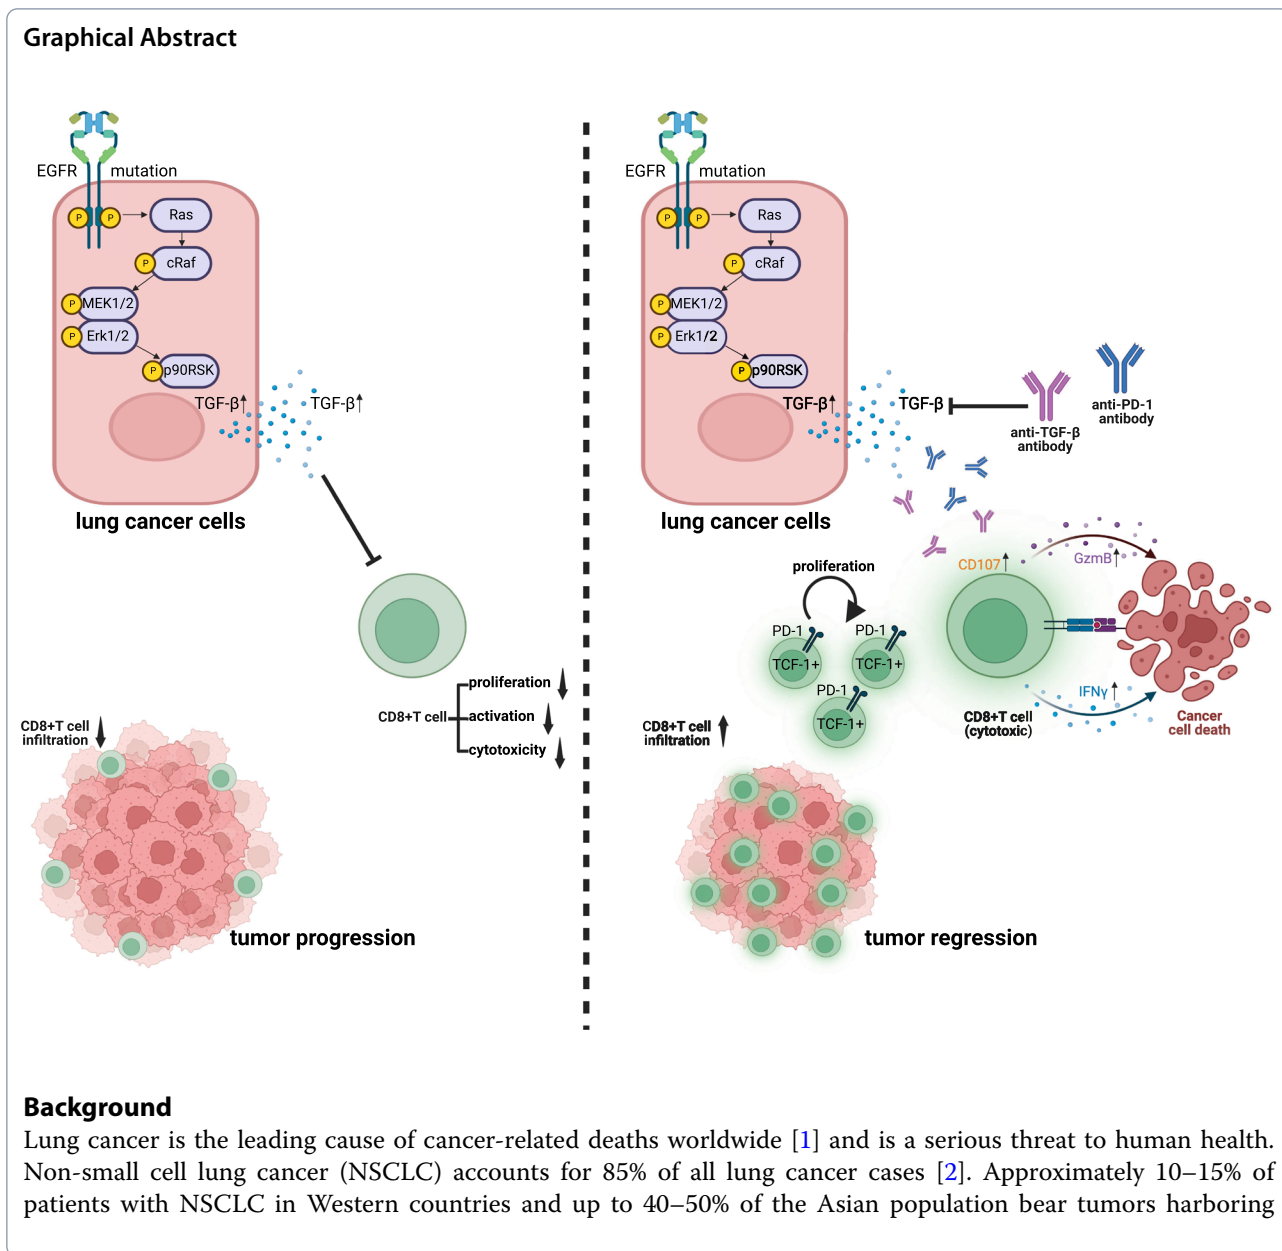 Graphical Abstract
EGFR mutation
P P Ras
P cRaf
P MEK1/2
P Erk1/2
P p90RSK
TGF-β TGF-β
lung cancer cells
CD8+T cell
proliferation
activation
cytotoxicity
CD8+T cell
infiltration
tumor progression
EGFR mutation
P P Ras
P cRaf
P MEK1/2
P Erk1/2
P p90RSK
TGF-β TGF-β
anti-TGF-β
antibody
anti-PD-1
antibody
lung cancer cells
proliferation
PD-1
TCF-1+
PD-1
TCF-1+
PD-1
TCF-1+
CD107
GzmB
IFNγ
CD8+T cell
(cytotoxic)
Cancer
cell death
CD8+T cell
infiltration
tumor regression
Background
Lung cancer is the leading cause of cancer-related deaths worldwide [1] and is a serious threat to human health.
Non-small cell lung cancer (NSCLC) accounts for 85% of all lung cancer cases [2]. Approximately 10–15% of
patients with NSCLC in Western countries and up to 40–50% of the Asian population bear tumors harboring